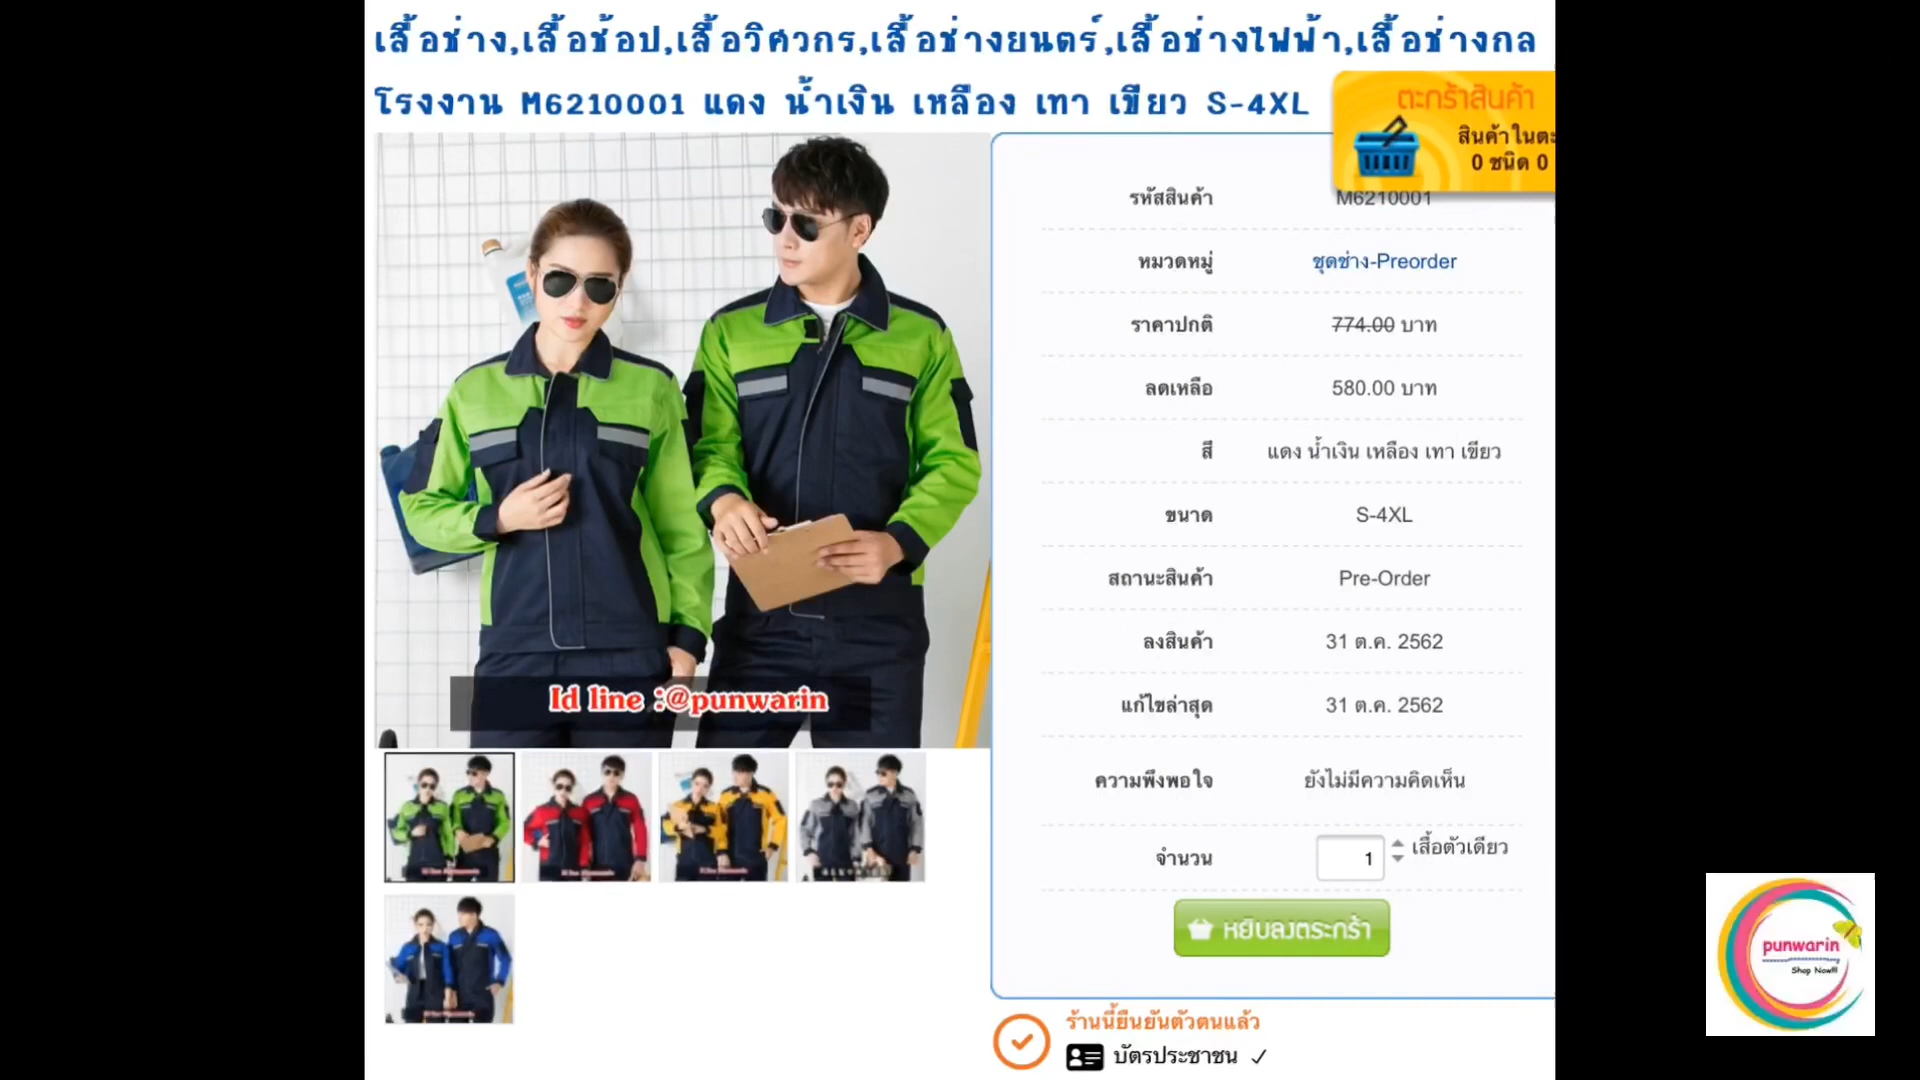 เสื้อช่าง,เสื้อช้อป,เสื้อวิศวกร,เสื้อช่างยนตร์,เสื้อช่างไฟฟ้า,เสื้อช่างกล
โรงงาน M6210001 แดง น้ำเงิน เหลือง เทา เขียว S-4XL
ตะกร้าสินค้า
สินค้าในตะ
0 ชนิด 0
รหัสสินค้า M6210001
หมวดหมู่ ชุดช่าง-Preorder
ราคาปกติ 774.00 บาท
ลดเหลือ 580.00 บาท
สี แดง น้ำเงิน เหลือง เทา เขียว
ขนาด S-4XL
สถานะสินค้า Pre-Order
ลงสินค้า 31 ต.ค. 2562
แก้ไขล่าสุด 31 ต.ค. 2562
ความพึงพอใจ ยังไม่มีความคิดเห็น
จำนวน 1 เสื้อตัวเดียว
หยิบลงตระกร้า
Id line :@punwarin
ร้านนี้ยืนยันตัวตนแล้ว
บัตรประชาชน ✓
punwarin
Shop Now!!!